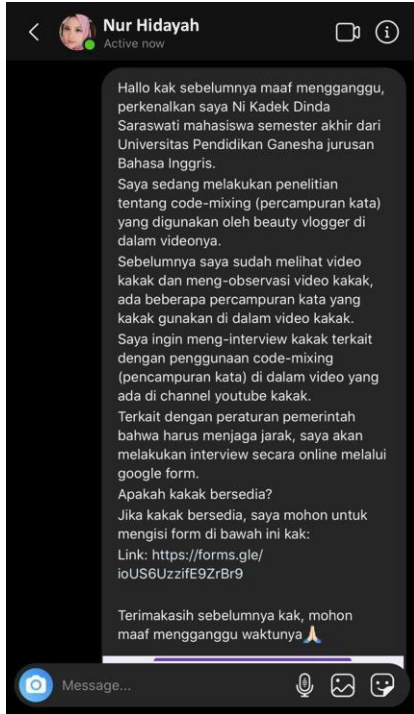 Nur Hidayah
Active now
Hallo kak sebelumnya maaf mengganggu,
perkenalkan saya Ni Kadek Dinda
Saraswati mahasiswa semester akhir dari
Universitas Pendidikan Ganesha jurusan
Bahasa Inggris.
Saya sedang melakukan penelitian
tentang code-mixing (percampuran kata)
yang digunakan oleh beauty vlogger di
dalam videonya.
Sebelumnya saya sudah melihat video
kakak dan meng-observasi video kakak,
ada beberapa percampuran kata yang
kakak gunakan di dalam video kakak.
Saya ingin meng-interview kakak terkait
dengan penggunaan code-mixing
(pencampuran kata) di dalam video yang
ada di channel youtube kakak.
Terkait dengan peraturan pemerintah
bahwa harus menjaga jarak, saya akan
melakukan interview secara online melalui
google form.
Apakah kakak bersedia?
Jika kakak bersedia, saya mohon untuk
mengisi form di bawah ini kak:
Link: https://forms.gle/
ioUS6UzzifE9ZrBr9
Terimakasih sebelumnya kak, mohon
maaf mengganggu waktunya🙏🏻
Message...